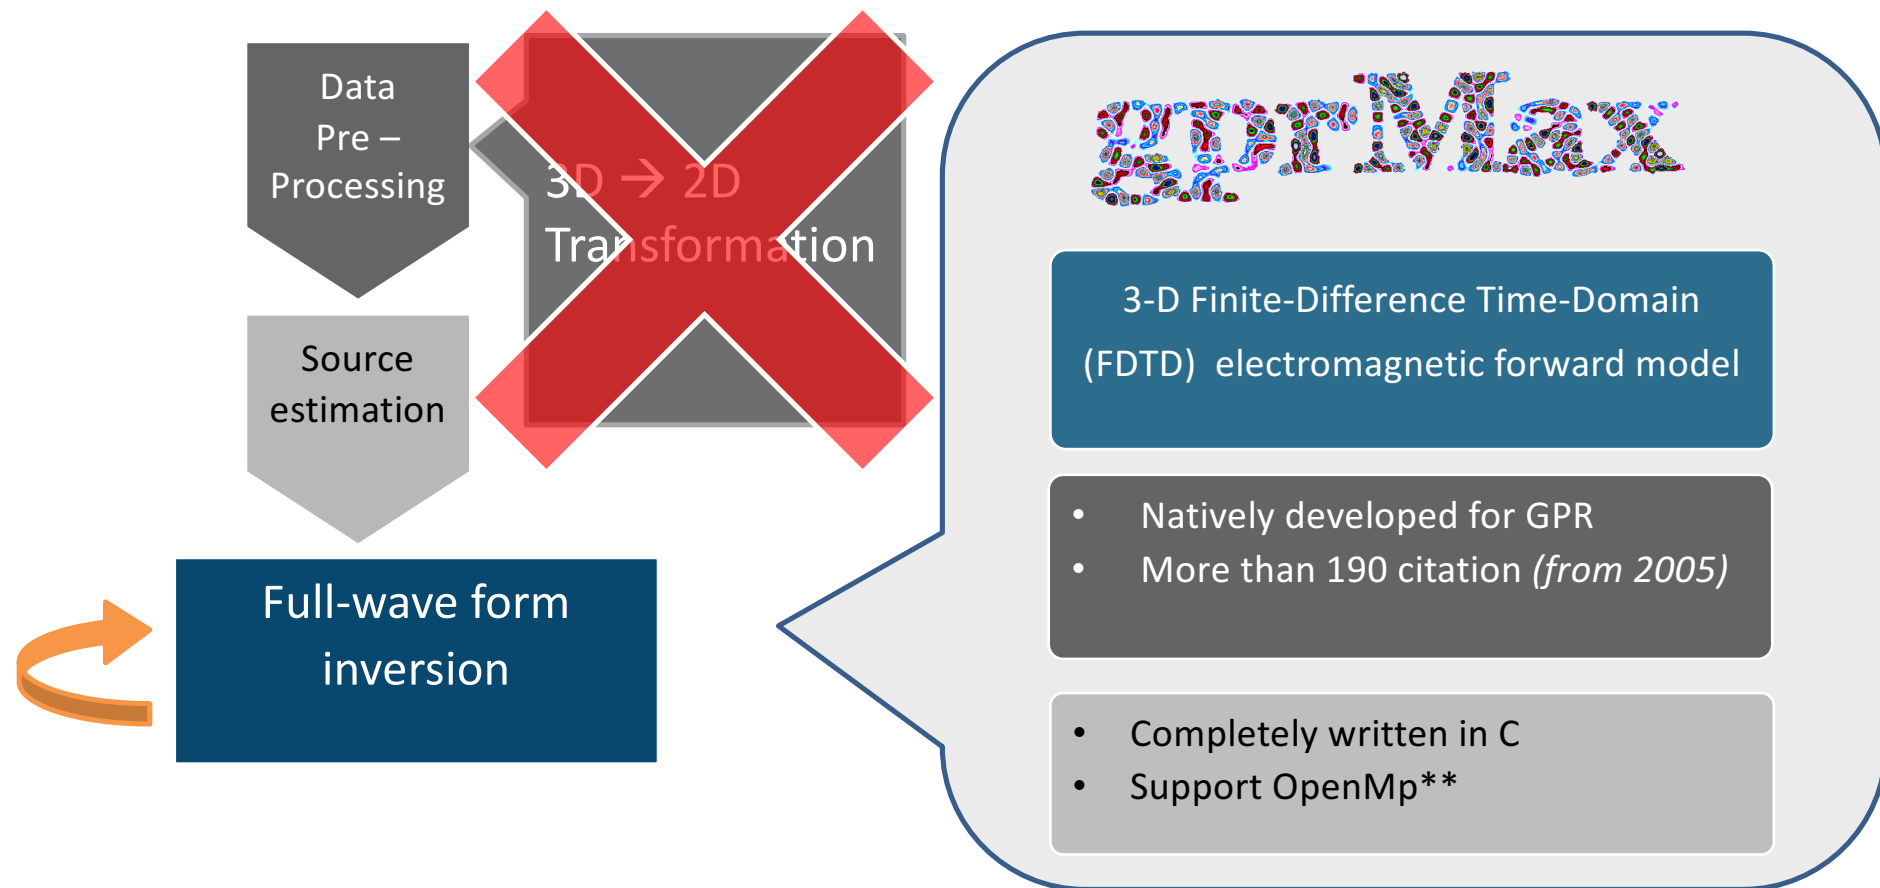 Data
Pre –
Processing
3D → 2D
Transformation
Source
estimation
Full-wave form
inversion
gprMax
3-D Finite-Difference Time-Domain
(FDTD) electromagnetic forward model
• Natively developed for GPR
• More than 190 citation (from 2005)
• Completely written in C
• Support OpenMp**